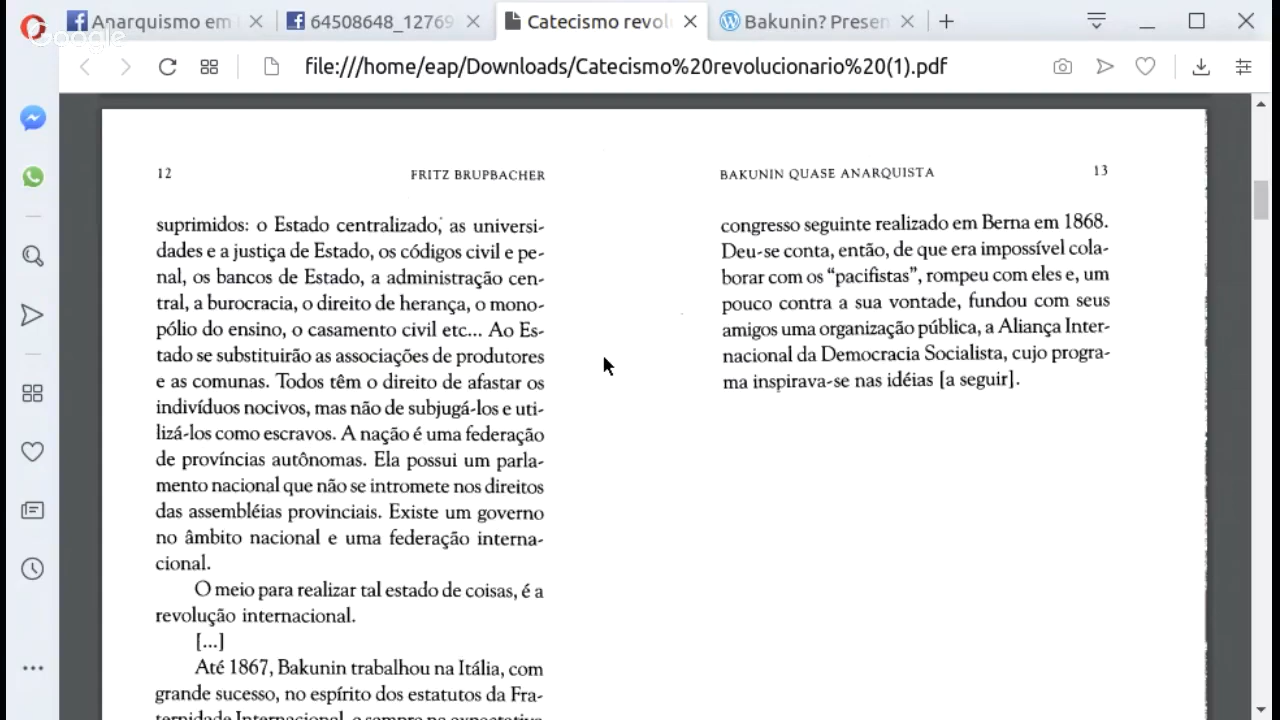 Anarquismo em
64508648_12769
Catecismo revol
Bakunin? Presen
Google
file:///home/eap/Downloads/Catecismo%20revolucionario%20(1).pdf
12
FRITZ BRUPBACHER
suprimidos: o Estado centralizado, as universi-
dades e a justiça de Estado, os códigos civil e pe-
nal, os bancos de Estado, a administração cen-
tral, a burocracia, o direito de herança, o mono-
pólio do ensino, o casamento civil etc... Ao Es-
tado se substituirão as associações de produtores
e as comunas. Todos têm o direito de afastar os
indivíduos nocivos, mas não de subjugá-los e uti-
lizá-los como escravos. A nação é uma federação
de províncias autônomas. Ela possui um parla-
mento nacional que não se intromete nos direitos
das assembléias provinciais. Existe um governo
no âmbito nacional e uma federação interna-
cional.
O meio para realizar tal estado de coisas, é a
revolução internacional.
[...]
Até 1867, Bakunin trabalhou na Itália, com
grande sucesso, no espírito dos estatutos da Fra-
ternidade Internacional, e sempre na expectativa
BAKUNIN QUASE ANARQUISTA
13
congresso seguinte realizado em Berna em 1868.
Deu-se conta, então, de que era impossível cola-
borar com os “pacifistas”, rompeu com eles e, um
pouco contra a sua vontade, fundou com seus
amigos uma organização pública, a Aliança Inter-
nacional da Democracia Socialista, cujo progra-
ma inspirava-se nas idéias [a seguir].